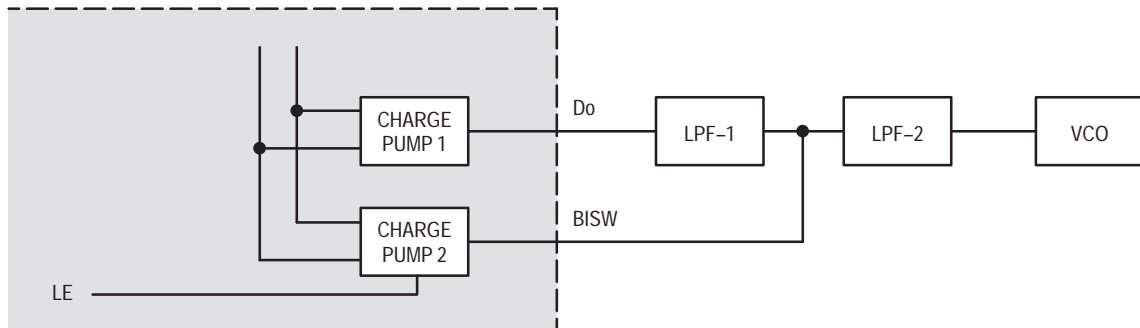 CHARGE
PUMP 1
Do
LPF–1
LPF–2
VCO
CHARGE
PUMP 2
BISW
LE